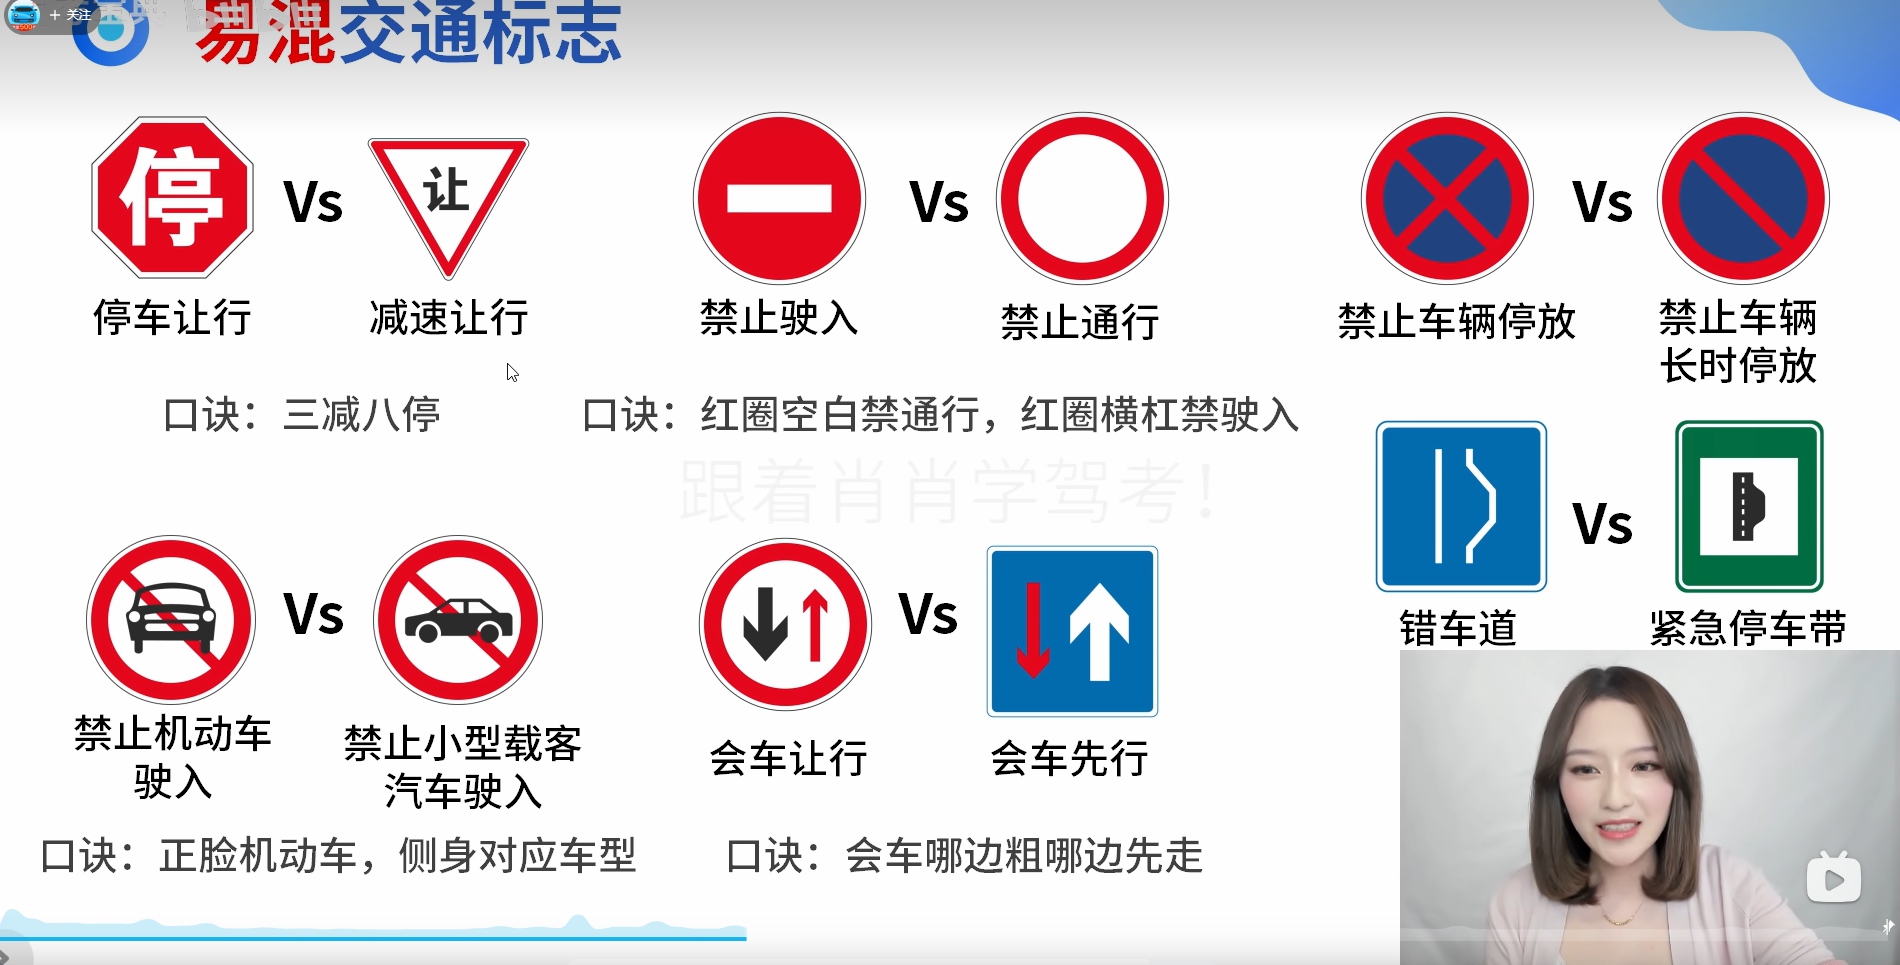 + 关注
易混交通标志
停 Vs 让
Vs
Vs
停车让行
减速让行
禁止驶入
禁止通行
禁止车辆停放
禁止车辆
长时停放
口诀：三减八停
口诀：红圈空白禁通行，红圈横杠禁驶入
跟着肖肖学驾考！
Vs
错车道
紧急停车带
Vs
Vs
禁止机动车
驶入
禁止小型载客
汽车驶入
会车让行
会车先行
口诀：正脸机动车，侧身对应车型
口诀：会车哪边粗哪边先走